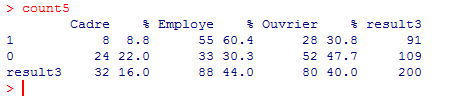 > count5
Cadre % Employe % Ouvrier % result3
1 8 8.8 55 60.4 28 30.8 91
0 24 22.0 33 30.3 52 47.7 109
result3 32 16.0 88 44.0 80 40.0 200
>